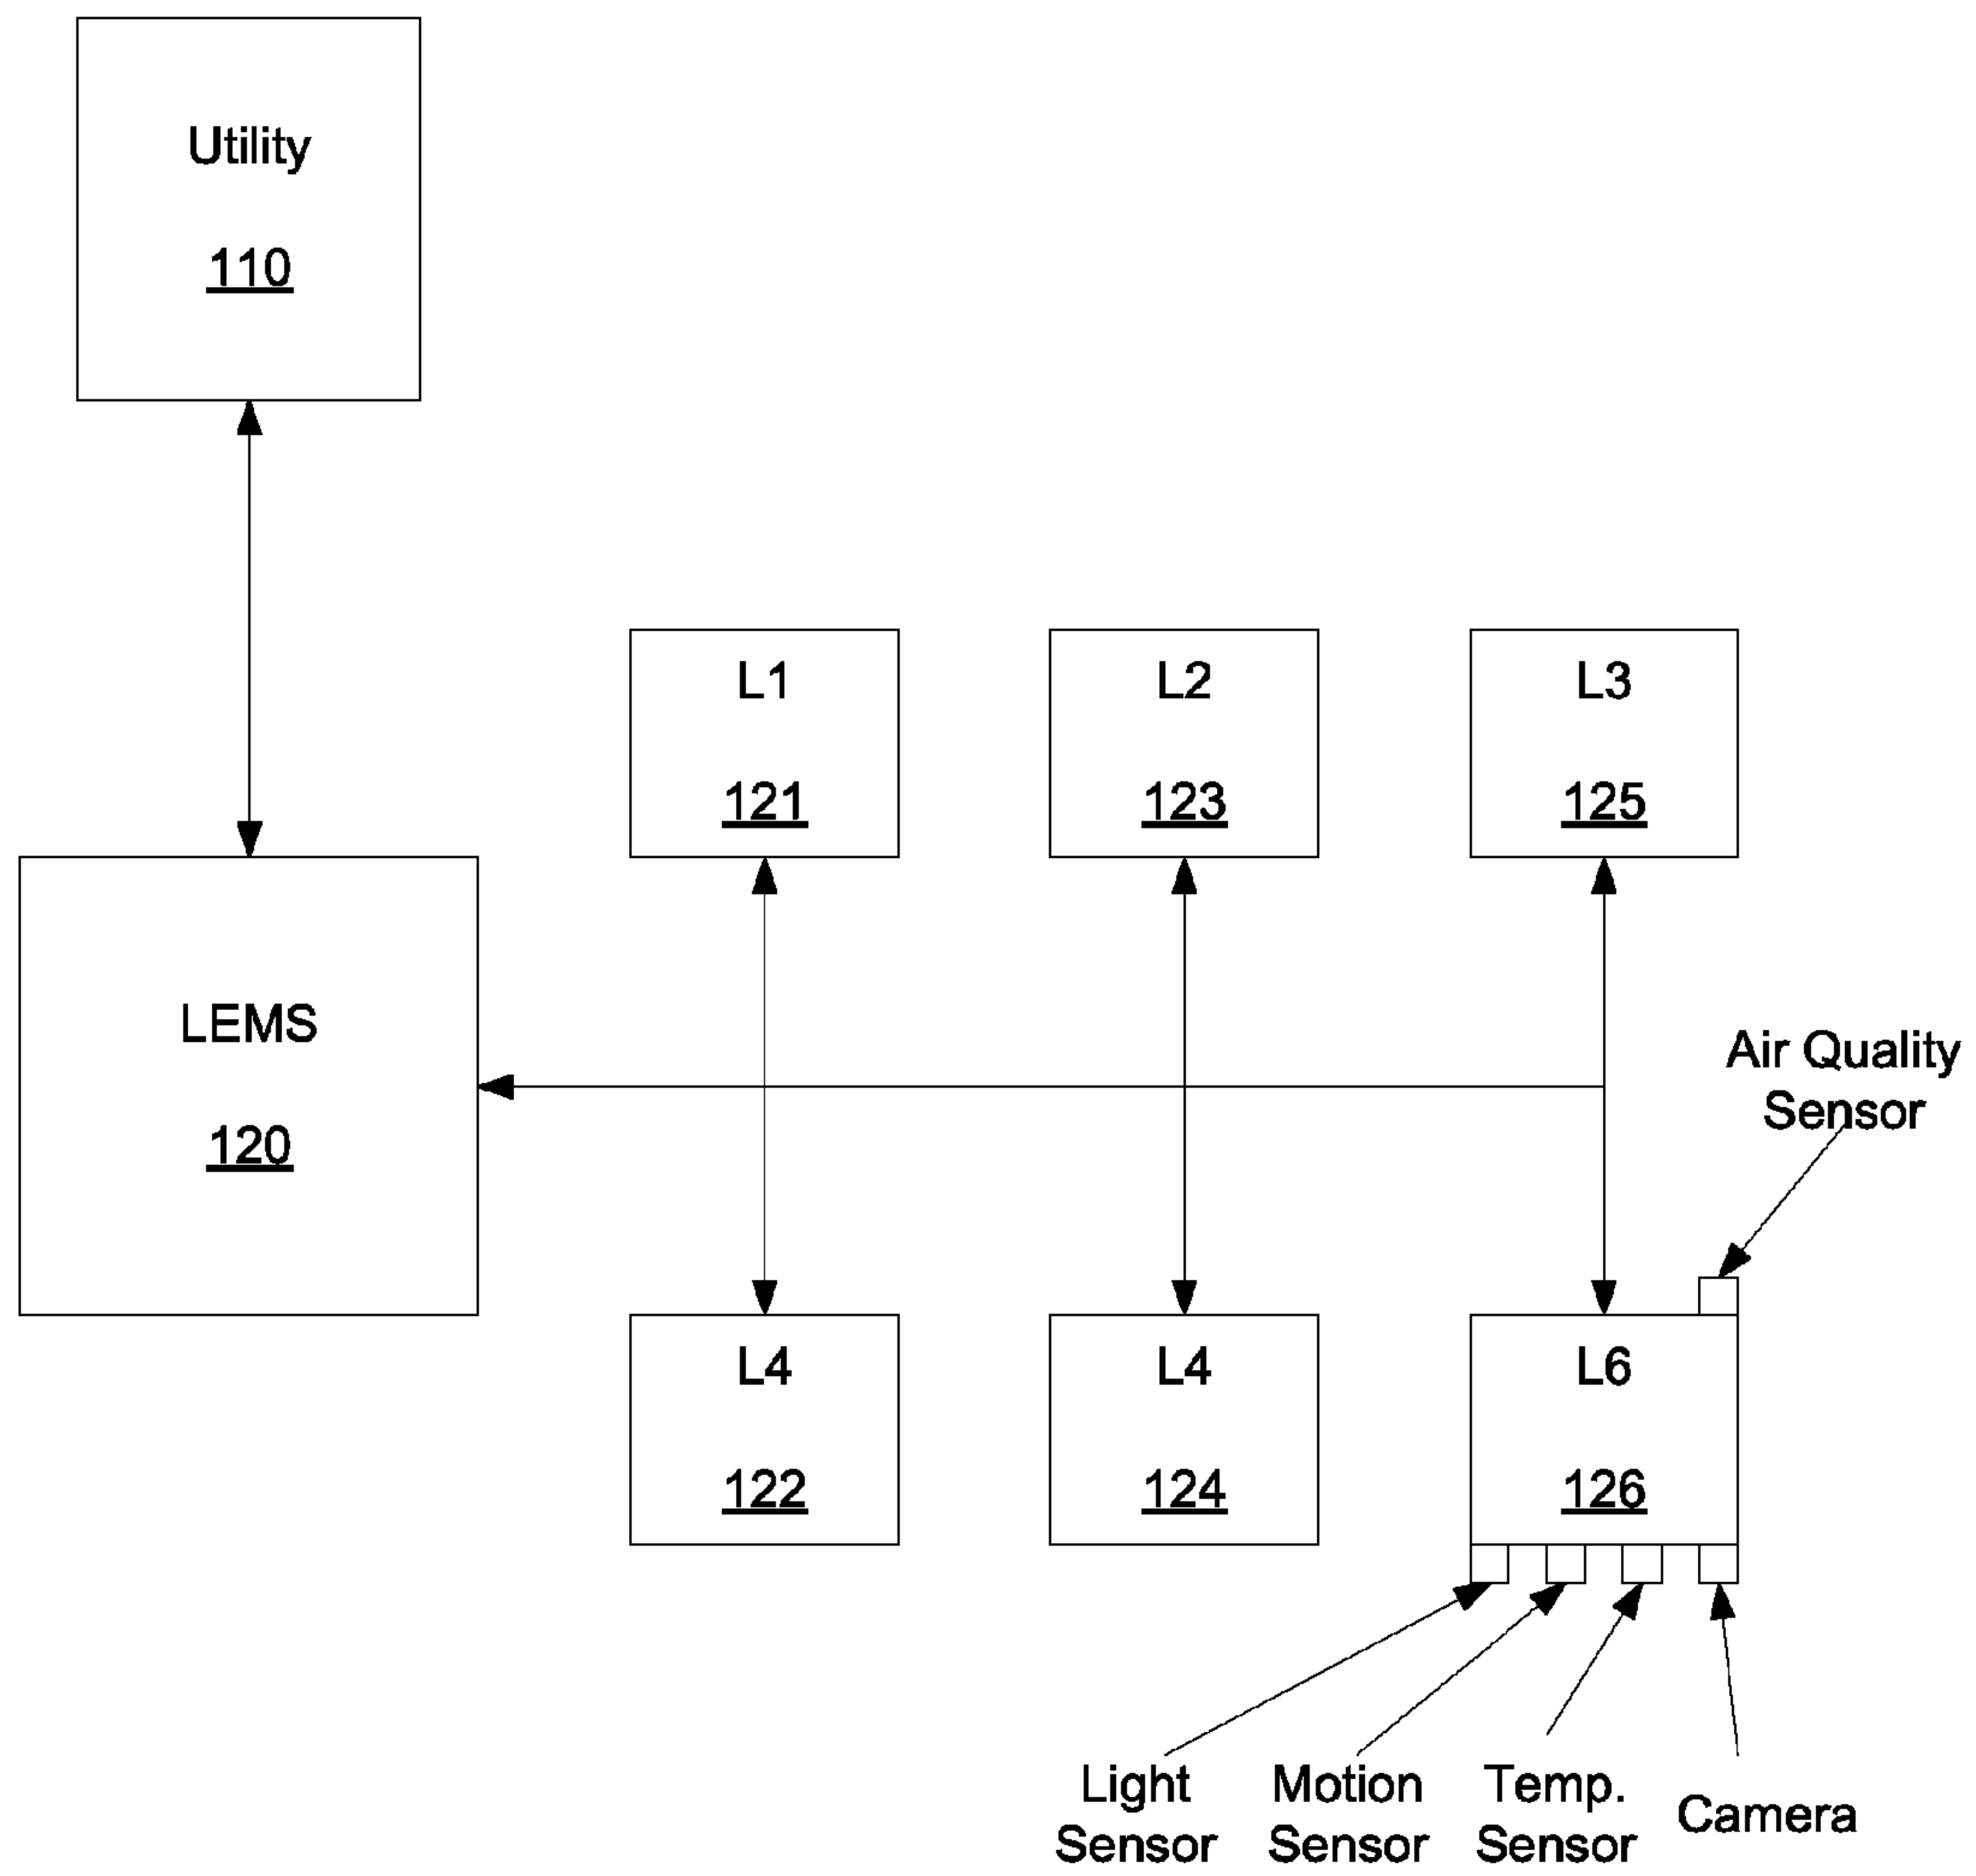 Utility
110
L1
121
L2
123
L3
125
LEMS
120
Air Quality
Sensor
L4
122
L4
124
L6
126
Light
Sensor
Motion
Sensor
Temp.
Sensor
Camera